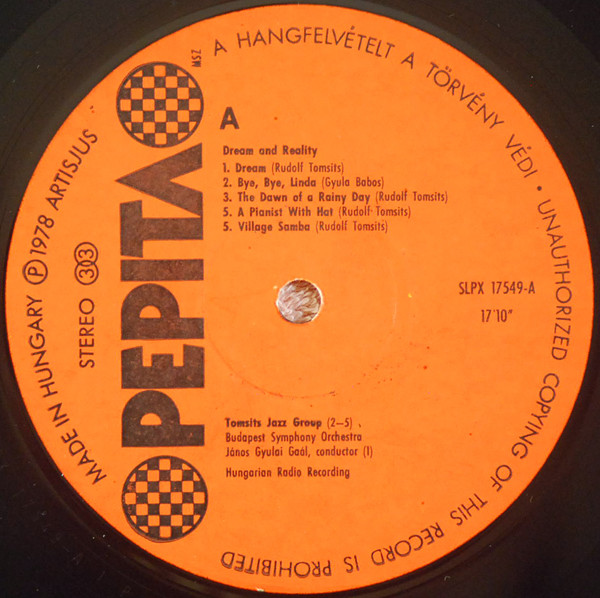 A HANGFELVÉTELT A TÖRVÉNY VÉDI • UNAUTHORIZED COPYING OF THIS RECORD IS PROHIBITED
MADE IN HUNGARY Ⓟ 1978 ARTISJUS
STEREO 33
PEPITA
MSZ
A
Dream and Reality
1. Dream (Rudolf Tomsits)
2. Bye, Bye, Linda (Gyula Babos)
3. The Dawn of a Rainy Day (Rudolf Tomsits)
5. A Pianist With Hat (Rudolf Tomsits)
5. Village Samba (Rudolf Tomsits)
SLPX 17549-A
17'10"
Tomsits Jazz Group (2—5)
Budapest Symphony Orchestra
János Gyulai Gaál, conductor (1)
Hungarian Radio Recording